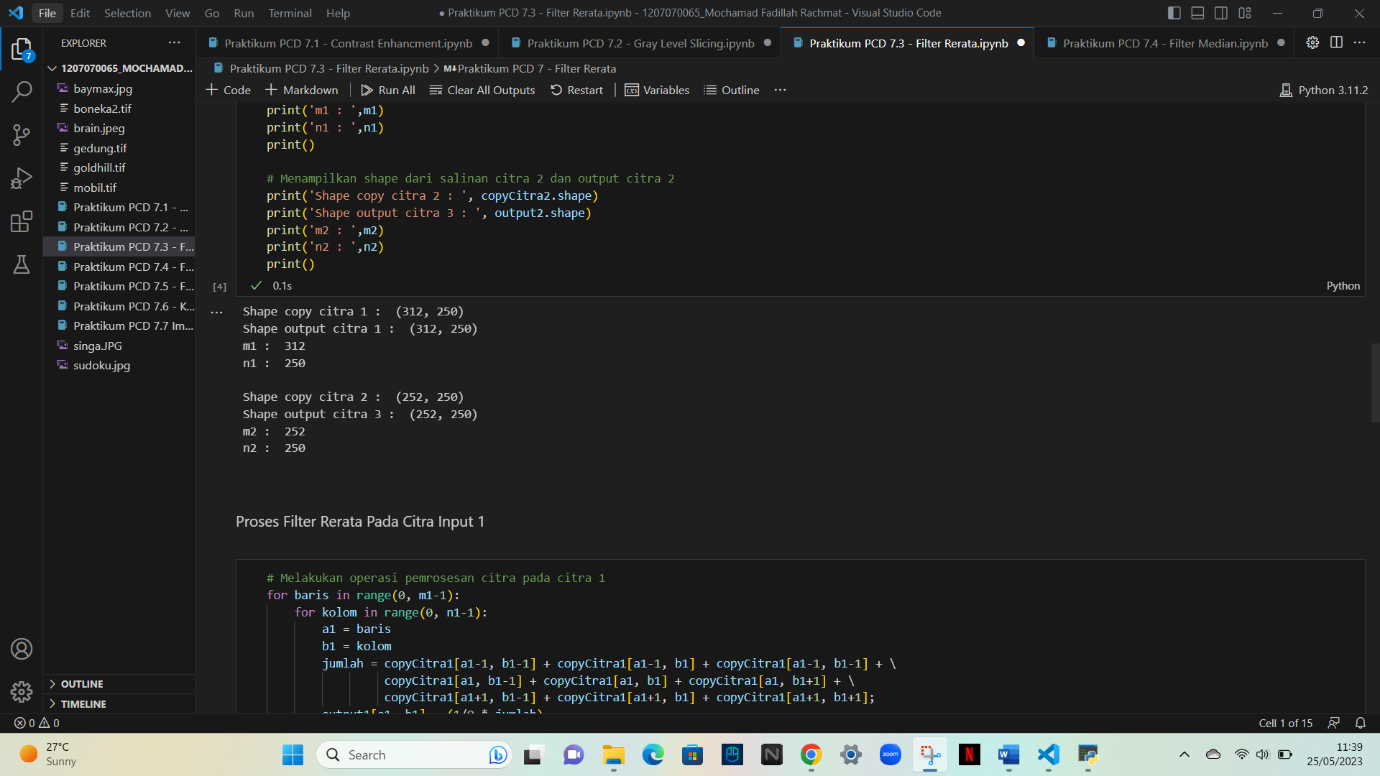 File Edit Selection View Go Run Terminal Help
● Praktikum PCD 7.3 - Filter Rerata.ipynb - 1207070065_Mochamad Fadillah Rachmat - Visual Studio Code
7
EXPLORER ...
Praktikum PCD 7.1 - Contrast Enhancment.ipynb ●
Praktikum PCD 7.2 - Gray Level Slicing.ipynb ●
Praktikum PCD 7.3 - Filter Rerata.ipynb ●
Praktikum PCD 7.4 - Filter Median.ipynb ●
1207070065_MOCHAMAD...
baymax.jpg
boneka2.tif
brain.jpeg
gedung.tif
goldhill.tif
mobil.tif
Praktikum PCD 7.1 - ...
Praktikum PCD 7.2 - ...
Praktikum PCD 7.3 - F...
Praktikum PCD 7.4 - F...
Praktikum PCD 7.5 - F...
Praktikum PCD 7.6 - K...
Praktikum PCD 7.7 Im...
singa.JPG
sudoku.jpg
OUTLINE
TIMELINE
Praktikum PCD 7.3 - Filter Rerata.ipynb > M↓Praktikum PCD 7 - Filter Rerata
+ Code + Markdown | Run All Clear All Outputs Restart | Variables Outline ... Python 3.11.2
print('m1 : ',m1)
print('n1 : ',n1)
print()
# Menampilkan shape dari salinan citra 2 dan output citra 2
print('Shape copy citra 2 : ', copyCitra2.shape)
print('Shape output citra 3 : ', output2.shape)
print('m2 : ',m2)
print('n2 : ',n2)
print()
[4] ✓ 0.1s Python
... Shape copy citra 1 :  (312, 250)
Shape output citra 1 :  (312, 250)
m1 :  312
n1 :  250
Shape copy citra 2 :  (252, 250)
Shape output citra 3 :  (252, 250)
m2 :  252
n2 :  250
Proses Filter Rerata Pada Citra Input 1
# Melakukan operasi pemrosesan citra pada citra 1
for baris in range(0, m1-1):
for kolom in range(0, n1-1):
a1 = baris
b1 = kolom
jumlah = copyCitra1[a1-1, b1-1] + copyCitra1[a1-1, b1] + copyCitra1[a1-1, b1-1] + \
copyCitra1[a1, b1-1] + copyCitra1[a1, b1] + copyCitra1[a1, b1+1] + \
copyCitra1[a1+1, b1-1] + copyCitra1[a1+1, b1] + copyCitra1[a1+1, b1+1];
output1[a1, b1] = (1/9 * jumlah)
0 0 Cell 1 of 15
27°C
Sunny
Search
zoom
N
W
11:39
25/05/2023